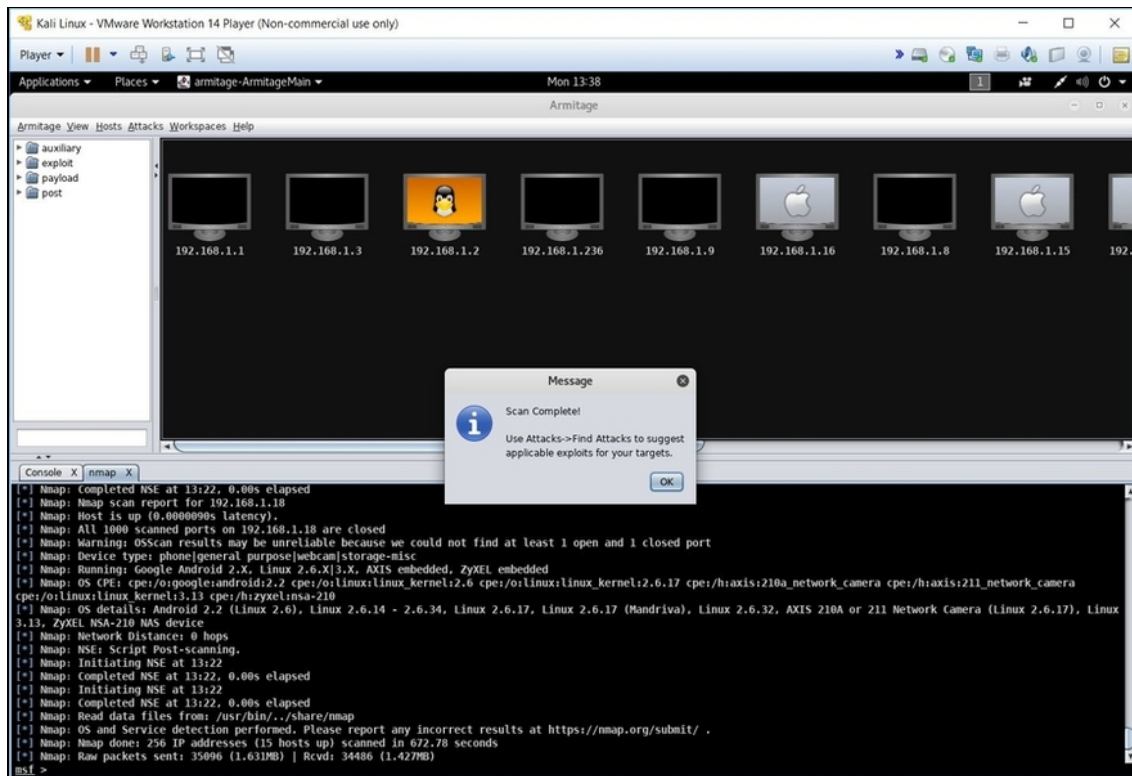 Kali Linux - VMware Workstation 14 Player (Non-commercial use only)
Player
Applications Places armitage-ArmitageMain Mon 13:38 1
Armitage
Armitage View Hosts Attacks Workspaces Help
auxiliary
exploit
payload
post
192.168.1.1 192.168.1.3 192.168.1.2 192.168.1.236 192.168.1.9 192.168.1.16 192.168.1.8 192.168.1.15 192.
Message
Scan Complete!
Use Attacks->Find Attacks to suggest
applicable exploits for your targets.
OK
Console X nmap X
[*] Nmap: Completed NSE at 13:22, 0.00s elapsed
[*] Nmap: Nmap scan report for 192.168.1.18
[*] Nmap: Host is up (0.0000090s latency).
[*] Nmap: All 1000 scanned ports on 192.168.1.18 are closed
[*] Nmap: Warning: OSScan results may be unreliable because we could not find at least 1 open and 1 closed port
[*] Nmap: Device type: phone|general purpose|webcam|storage-misc
[*] Nmap: Running: Google Android 2.X, Linux 2.6.X|3.X, AXIS embedded, ZyXEL embedded
[*] Nmap: OS CPE: cpe:/o:google:android:2.2 cpe:/o:linux:linux_kernel:2.6 cpe:/o:linux:linux_kernel:2.6.17 cpe:/h:axis:210a_network_camera cpe:/h:axis:211_network_camera
cpe:/o:linux:linux_kernel:3.13 cpe:/h:zyxel:nsa-210
[*] Nmap: OS details: Android 2.2 (Linux 2.6), Linux 2.6.14 - 2.6.34, Linux 2.6.17, Linux 2.6.17 (Mandriva), Linux 2.6.32, AXIS 210A or 211 Network Camera (Linux 2.6.17), Linux
3.13, ZyXEL NSA-210 NAS device
[*] Nmap: Network Distance: 0 hops
[*] Nmap: NSE: Script Post-scanning.
[*] Nmap: Initiating NSE at 13:22
[*] Nmap: Completed NSE at 13:22, 0.00s elapsed
[*] Nmap: Initiating NSE at 13:22
[*] Nmap: Completed NSE at 13:22, 0.00s elapsed
[*] Nmap: Read data files from: /usr/bin/../share/nmap
[*] Nmap: OS and Service detection performed. Please report any incorrect results at https://nmap.org/submit/ .
[*] Nmap: Nmap done: 256 IP addresses (15 hosts up) scanned in 672.78 seconds
[*] Nmap: Raw packets sent: 35096 (1.631MB) | Rcvd: 34486 (1.427MB)
msf >